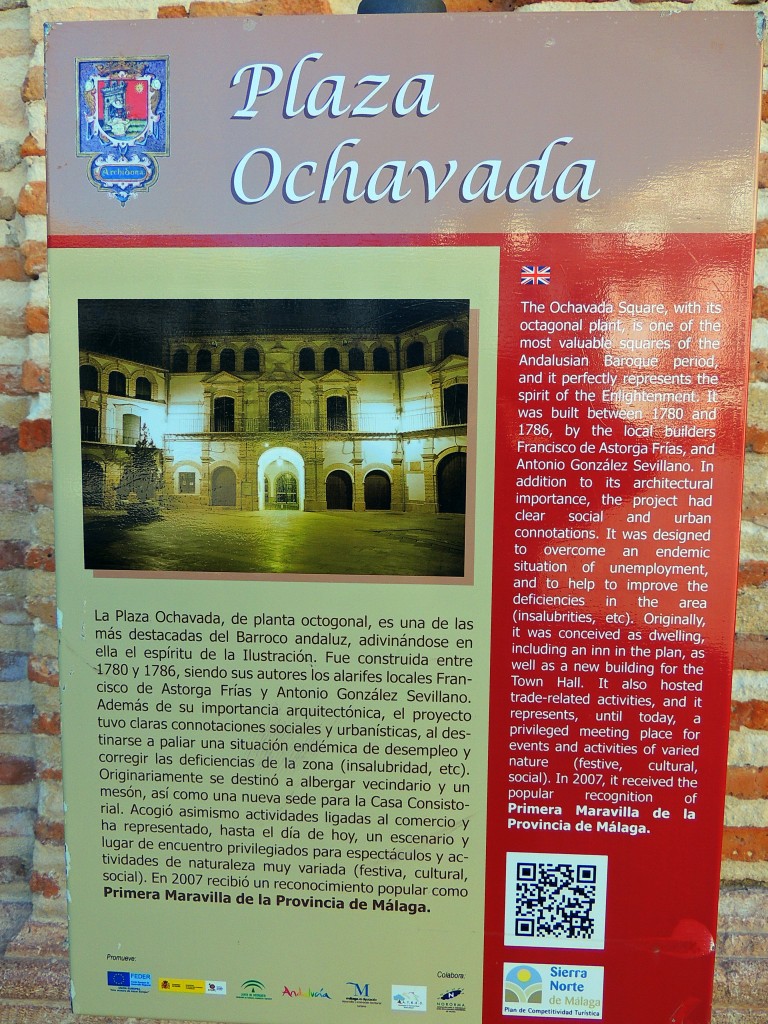 Archidona
Plaza
Ochavada
The Ochavada Square, with its
octagonal plant, is one of the
most valuable squares of the
Andalusian Baroque period,
and it perfectly represents the
spirit of the Enlightenment. It
was built between 1780 and
1786, by the local builders
Francisco de Astorga Frías, and
Antonio González Sevillano. In
addition to its architectural
importance, the project had
clear social and urban
connotations. It was designed
to overcome an endemic
situation of unemployment,
and to help to improve the
deficiencies in the area
(insalubrities, etc). Originally,
it was conceived as dwelling,
including an inn in the plan, as
well as a new building for the
Town Hall. It also hosted
trade-related activities, and it
represents, until today, a
privileged meeting place for
events and activities of varied
nature (festive, cultural,
social). In 2007, it received the
popular recognition of
Primera Maravilla de la
Provincia de Málaga.
La Plaza Ochavada, de planta octogonal, es una de las
más destacadas del Barroco andaluz, adivinándose en
ella el espíritu de la Ilustración. Fue construida entre
1780 y 1786, siendo sus autores los alarifes locales Fran-
cisco de Astorga Frías y Antonio González Sevillano.
Además de su importancia arquitectónica, el proyecto
tuvo claras connotaciones sociales y urbanísticas, al des-
tinarse a paliar una situación endémica de desempleo y
corregir las deficiencias de la zona (insalubridad, etc).
Originariamente se destinó a albergar vecindario y un
mesón, así como una nueva sede para la Casa Consisto-
rial. Acogió asimismo actividades ligadas al comercio y
ha representado, hasta el día de hoy, un escenario y
lugar de encuentro privilegiados para espectáculos y ac-
tividades de naturaleza muy variada (festiva, cultural,
social). En 2007 recibió un reconocimiento popular como
Primera Maravilla de la Provincia de Málaga.
Promueve:
FEDER
Andalucía
Colabora:
NORORMA
Sierra
Norte
de Málaga
Plan de Competitividad Turística